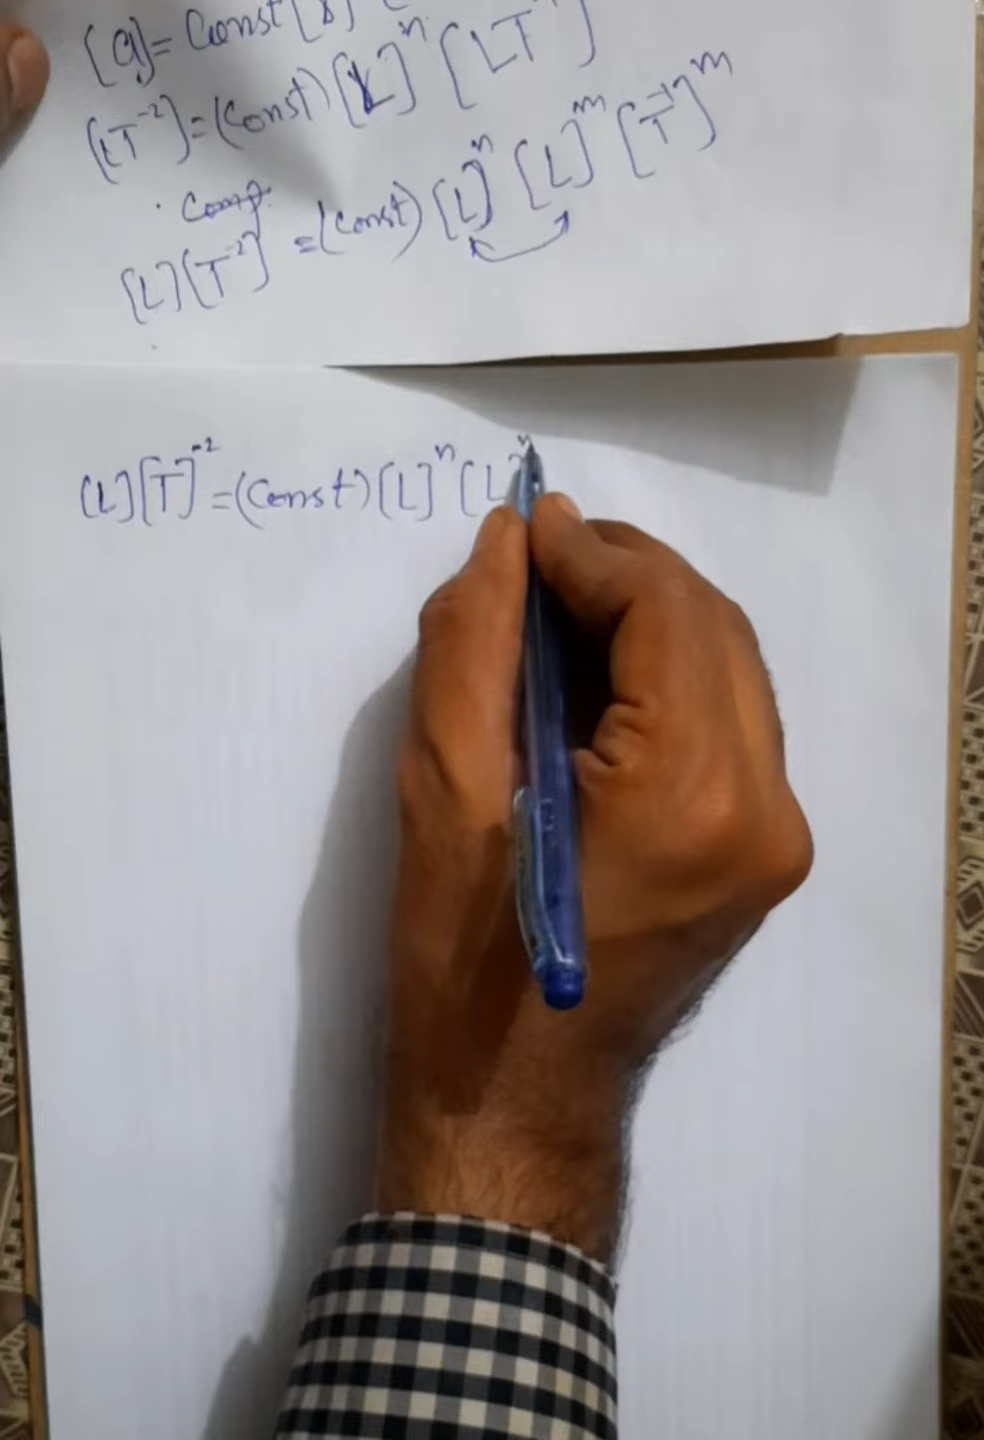 [a] = Const [r]
[LT⁻²] = (Const) [L]ⁿ [LT⁻
Comp
[L][T⁻²] = (Const) [L]ⁿ [L]ᵐ [T⁻¹]ᵐ
[L][T]⁻² = (Const) [L]ⁿ [L